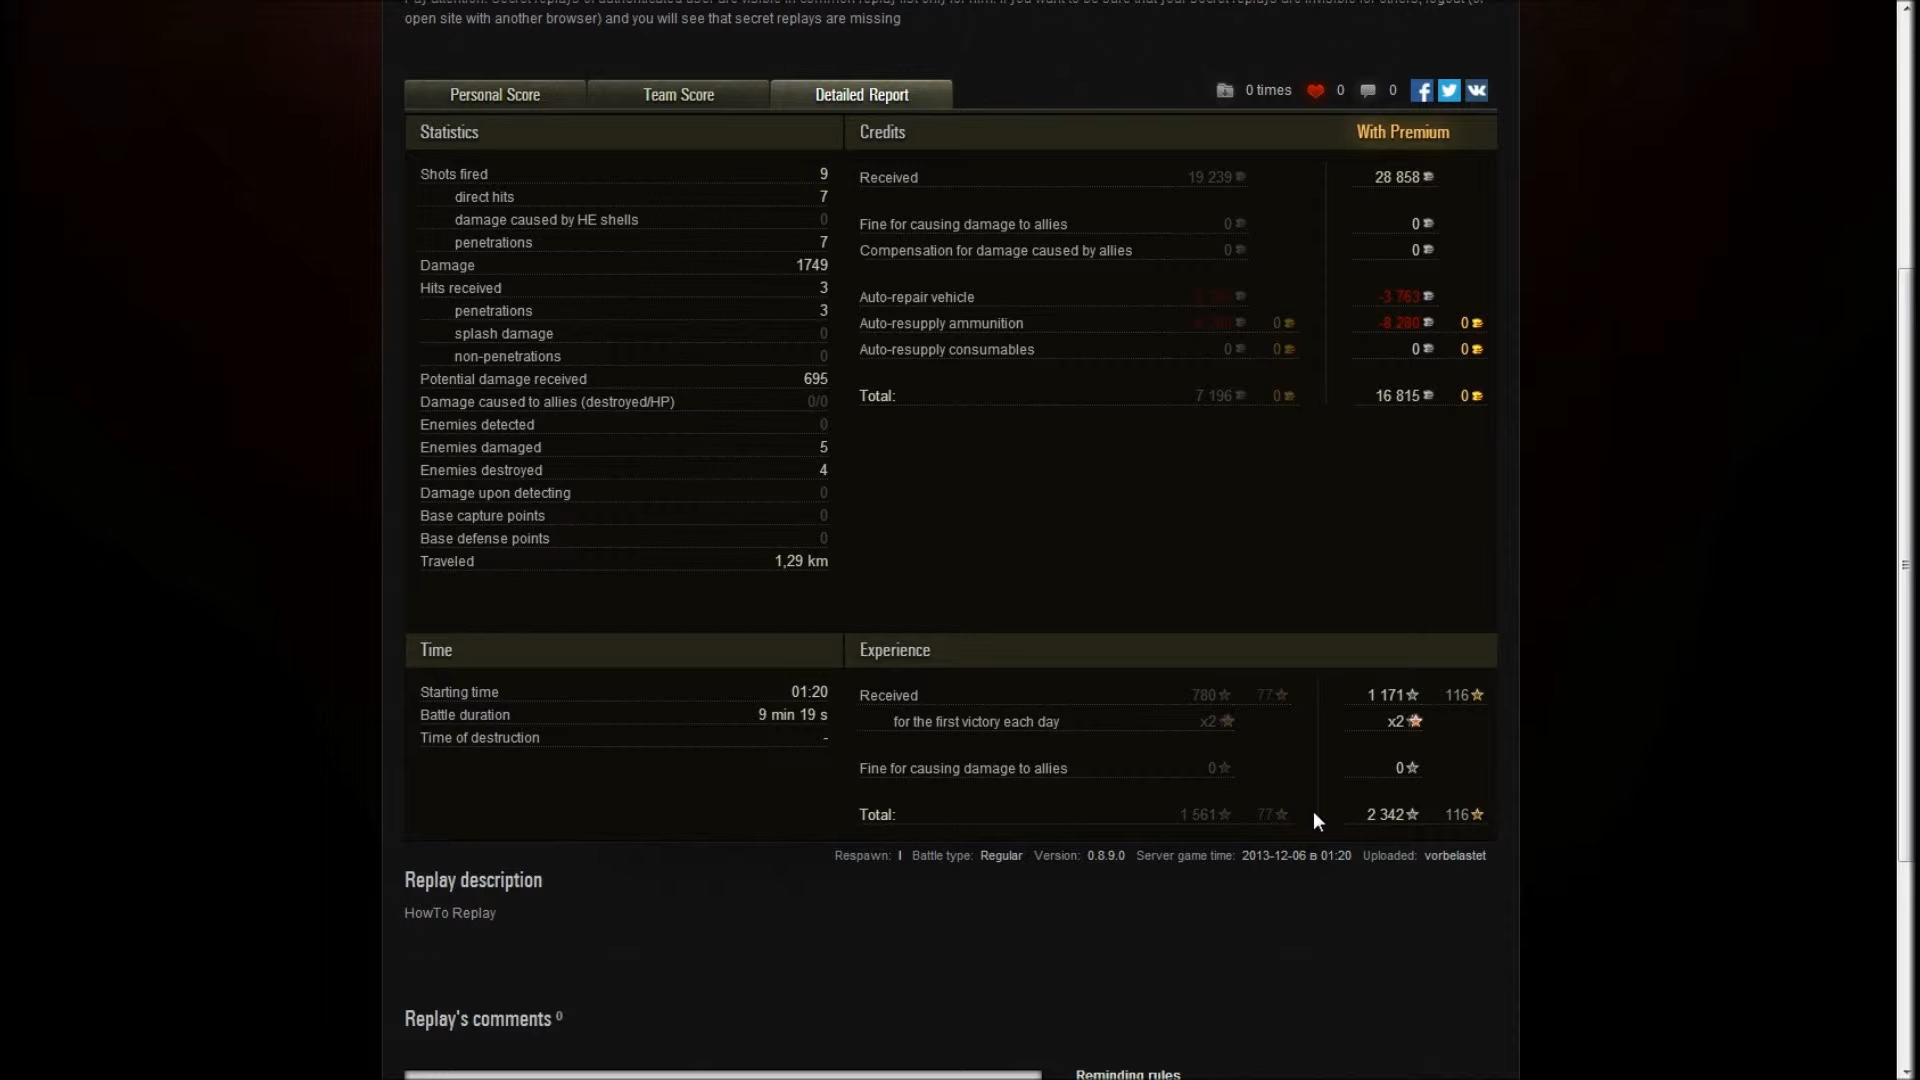 open site with another browser) and you will see that secret replays are missing
Personal Score Team Score Detailed Report 0 times 0 0
Statistics Credits With Premium
Shots fired 9
direct hits 7
damage caused by HE shells 0
penetrations 7
Damage 1749
Hits received 3
penetrations 3
splash damage 0
non-penetrations 0
Potential damage received 695
Damage caused to allies (destroyed/HP) 0/0
Enemies detected 0
Enemies damaged 5
Enemies destroyed 4
Damage upon detecting 0
Base capture points 0
Base defense points 0
Traveled 1,29 km
Received 19 239 28 858
Fine for causing damage to allies 0 0
Compensation for damage caused by allies 0 0
Auto-repair vehicle -3 763
Auto-resupply ammunition 0 -8 280 0
Auto-resupply consumables 0 0 0 0
Total: 7 196 0 16 815 0
Time Experience
Starting time 01:20
Battle duration 9 min 19 s
Time of destruction -
Received 780 77 1 171 116
for the first victory each day x2 x2
Fine for causing damage to allies 0 0
Total: 1 561 77 2 342 116
Respawn: I Battle type: Regular Version: 0.8.9.0 Server game time: 2013-12-06 в 01:20 Uploaded: vorbelastet
Replay description
HowTo Replay
Replay's comments 0
Reminding rules